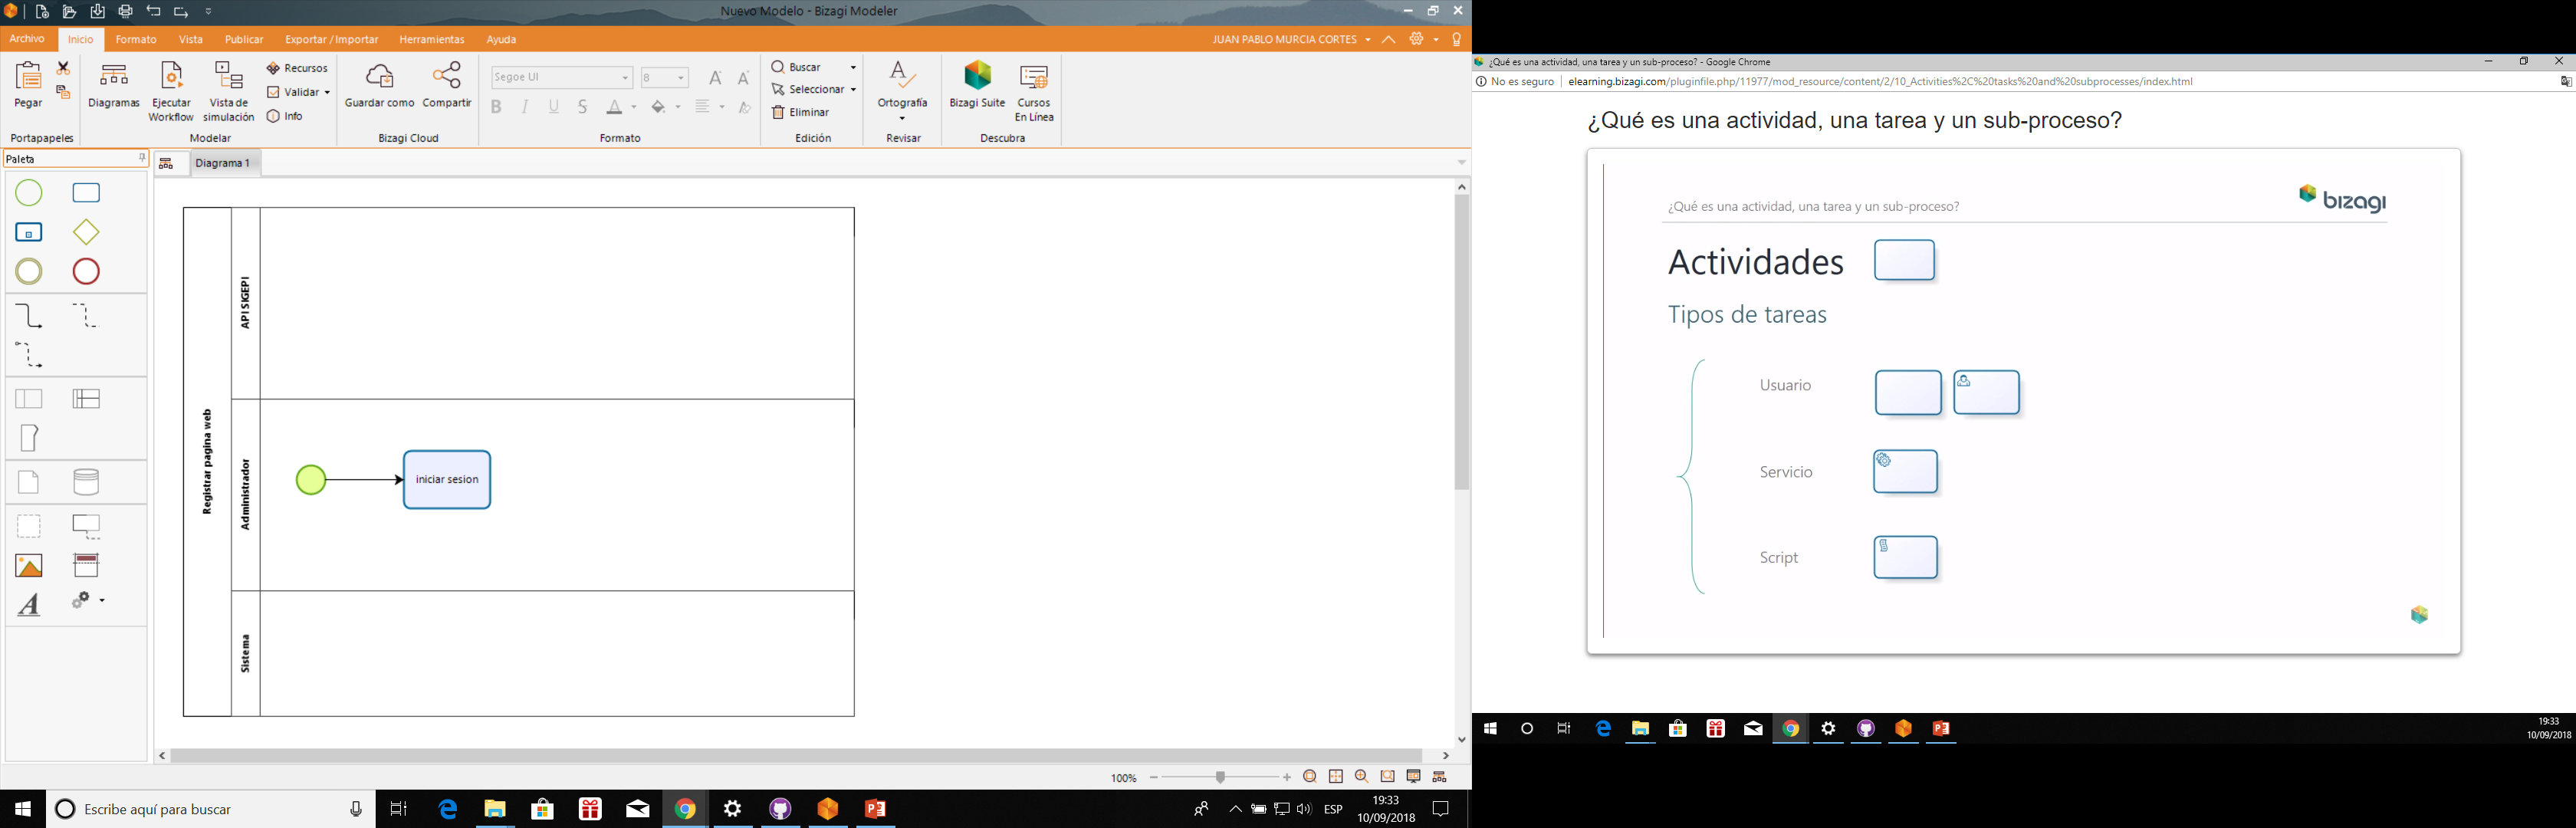 Nuevo Modelo - Bizagi Modeler
Archivo Inicio Formato Vista Publicar Exportar / Importar Herramientas Ayuda
JUAN PABLO MURCIA CORTES
Pegar
Portapapeles
Diagramas
Ejecutar Workflow
Vista de simulación
Recursos
Validar
Info
Modelar
Guardar como
Compartir
Bizagi Cloud
Segoe UI
8
Formato
Buscar
Seleccionar
Eliminar
Edición
Ortografía
Revisar
Bizagi Suite
Cursos En Línea
Descubra
Paleta
Diagrama 1
Registrar pagina web
API SIGEPI
Administrador
Sistema
iniciar sesion
100%
Escribe aquí para buscar
ESP
19:33
10/09/2018
¿Qué es una actividad, una tarea y un sub-proceso? - Google Chrome
No es seguro
elearning.bizagi.com/pluginfile.php/11977/mod_resource/content/2/10_Activities%2C%20tasks%20and%20subprocesses/index.html
¿Qué es una actividad, una tarea y un sub-proceso?
¿Qué es una actividad, una tarea y un sub-proceso?
bizagi
Actividades
Tipos de tareas
Usuario
Servicio
Script
19:33
10/09/2018